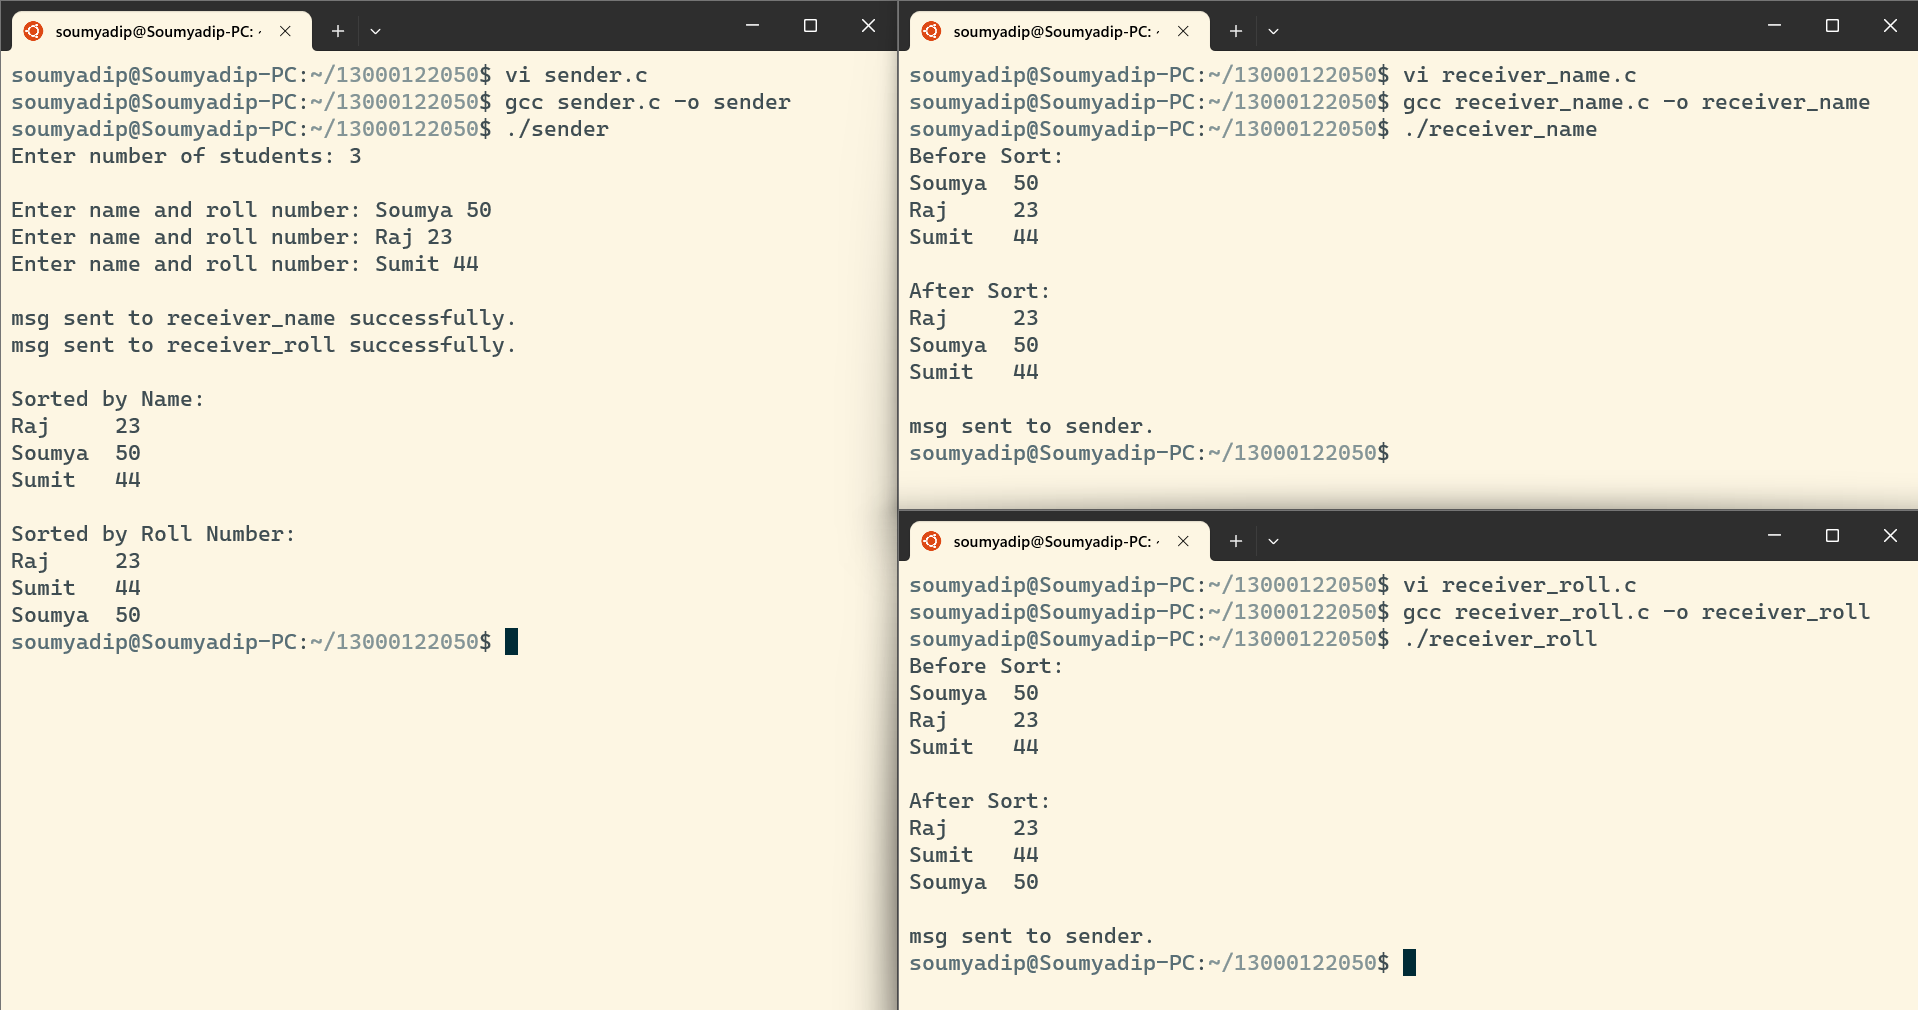 soumyadip@Soumyadip-PC: ~
soumyadip@Soumyadip-PC:~/13000122050$ vi sender.c
soumyadip@Soumyadip-PC:~/13000122050$ gcc sender.c -o sender
soumyadip@Soumyadip-PC:~/13000122050$ ./sender
Enter number of students: 3
Enter name and roll number: Soumya 50
Enter name and roll number: Raj 23
Enter name and roll number: Sumit 44
msg sent to receiver_name successfully.
msg sent to receiver_roll successfully.
Sorted by Name:
Raj     23
Soumya  50
Sumit   44
Sorted by Roll Number:
Raj     23
Sumit   44
Soumya  50
soumyadip@Soumyadip-PC:~/13000122050$
soumyadip@Soumyadip-PC: ~
soumyadip@Soumyadip-PC:~/13000122050$ vi receiver_name.c
soumyadip@Soumyadip-PC:~/13000122050$ gcc receiver_name.c -o receiver_name
soumyadip@Soumyadip-PC:~/13000122050$ ./receiver_name
Before Sort:
Soumya  50
Raj     23
Sumit   44
After Sort:
Raj     23
Soumya  50
Sumit   44
msg sent to sender.
soumyadip@Soumyadip-PC:~/13000122050$
soumyadip@Soumyadip-PC: ~
soumyadip@Soumyadip-PC:~/13000122050$ vi receiver_roll.c
soumyadip@Soumyadip-PC:~/13000122050$ gcc receiver_roll.c -o receiver_roll
soumyadip@Soumyadip-PC:~/13000122050$ ./receiver_roll
Before Sort:
Soumya  50
Raj     23
Sumit   44
After Sort:
Raj     23
Sumit   44
Soumya  50
msg sent to sender.
soumyadip@Soumyadip-PC:~/13000122050$